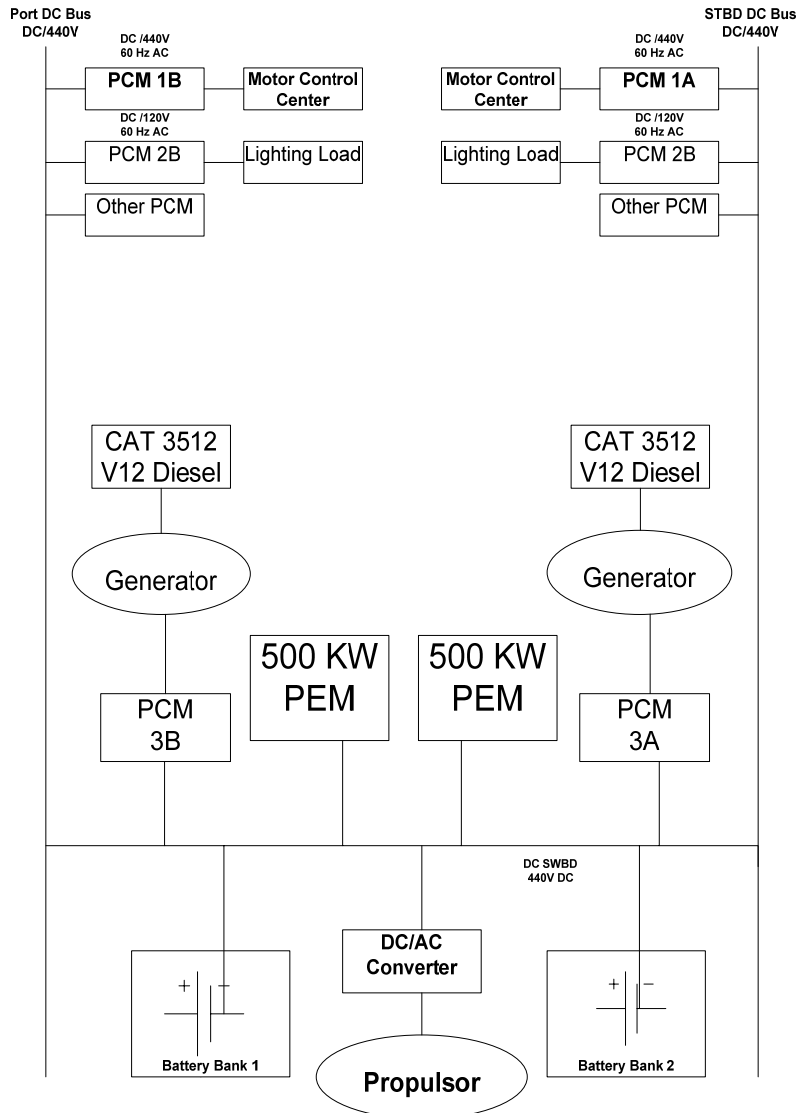 Port DC Bus
DC/440V
STBD DC Bus
DC/440V
DC /440V
60 Hz AC
DC /440V
60 Hz AC
PCM 1B
Motor Control
Center
Motor Control
Center
PCM 1A
DC /120V
60 Hz AC
DC /120V
60 Hz AC
PCM 2B
Lighting Load
Lighting Load
PCM 2B
Other PCM
Other PCM
CAT 3512
V12 Diesel
CAT 3512
V12 Diesel
Generator
Generator
500 KW
PEM
500 KW
PEM
PCM
3B
PCM
3A
DC SWBD
440V DC
DC/AC
Converter
+ -
+ -
Battery Bank 1
Battery Bank 2
Propulsor